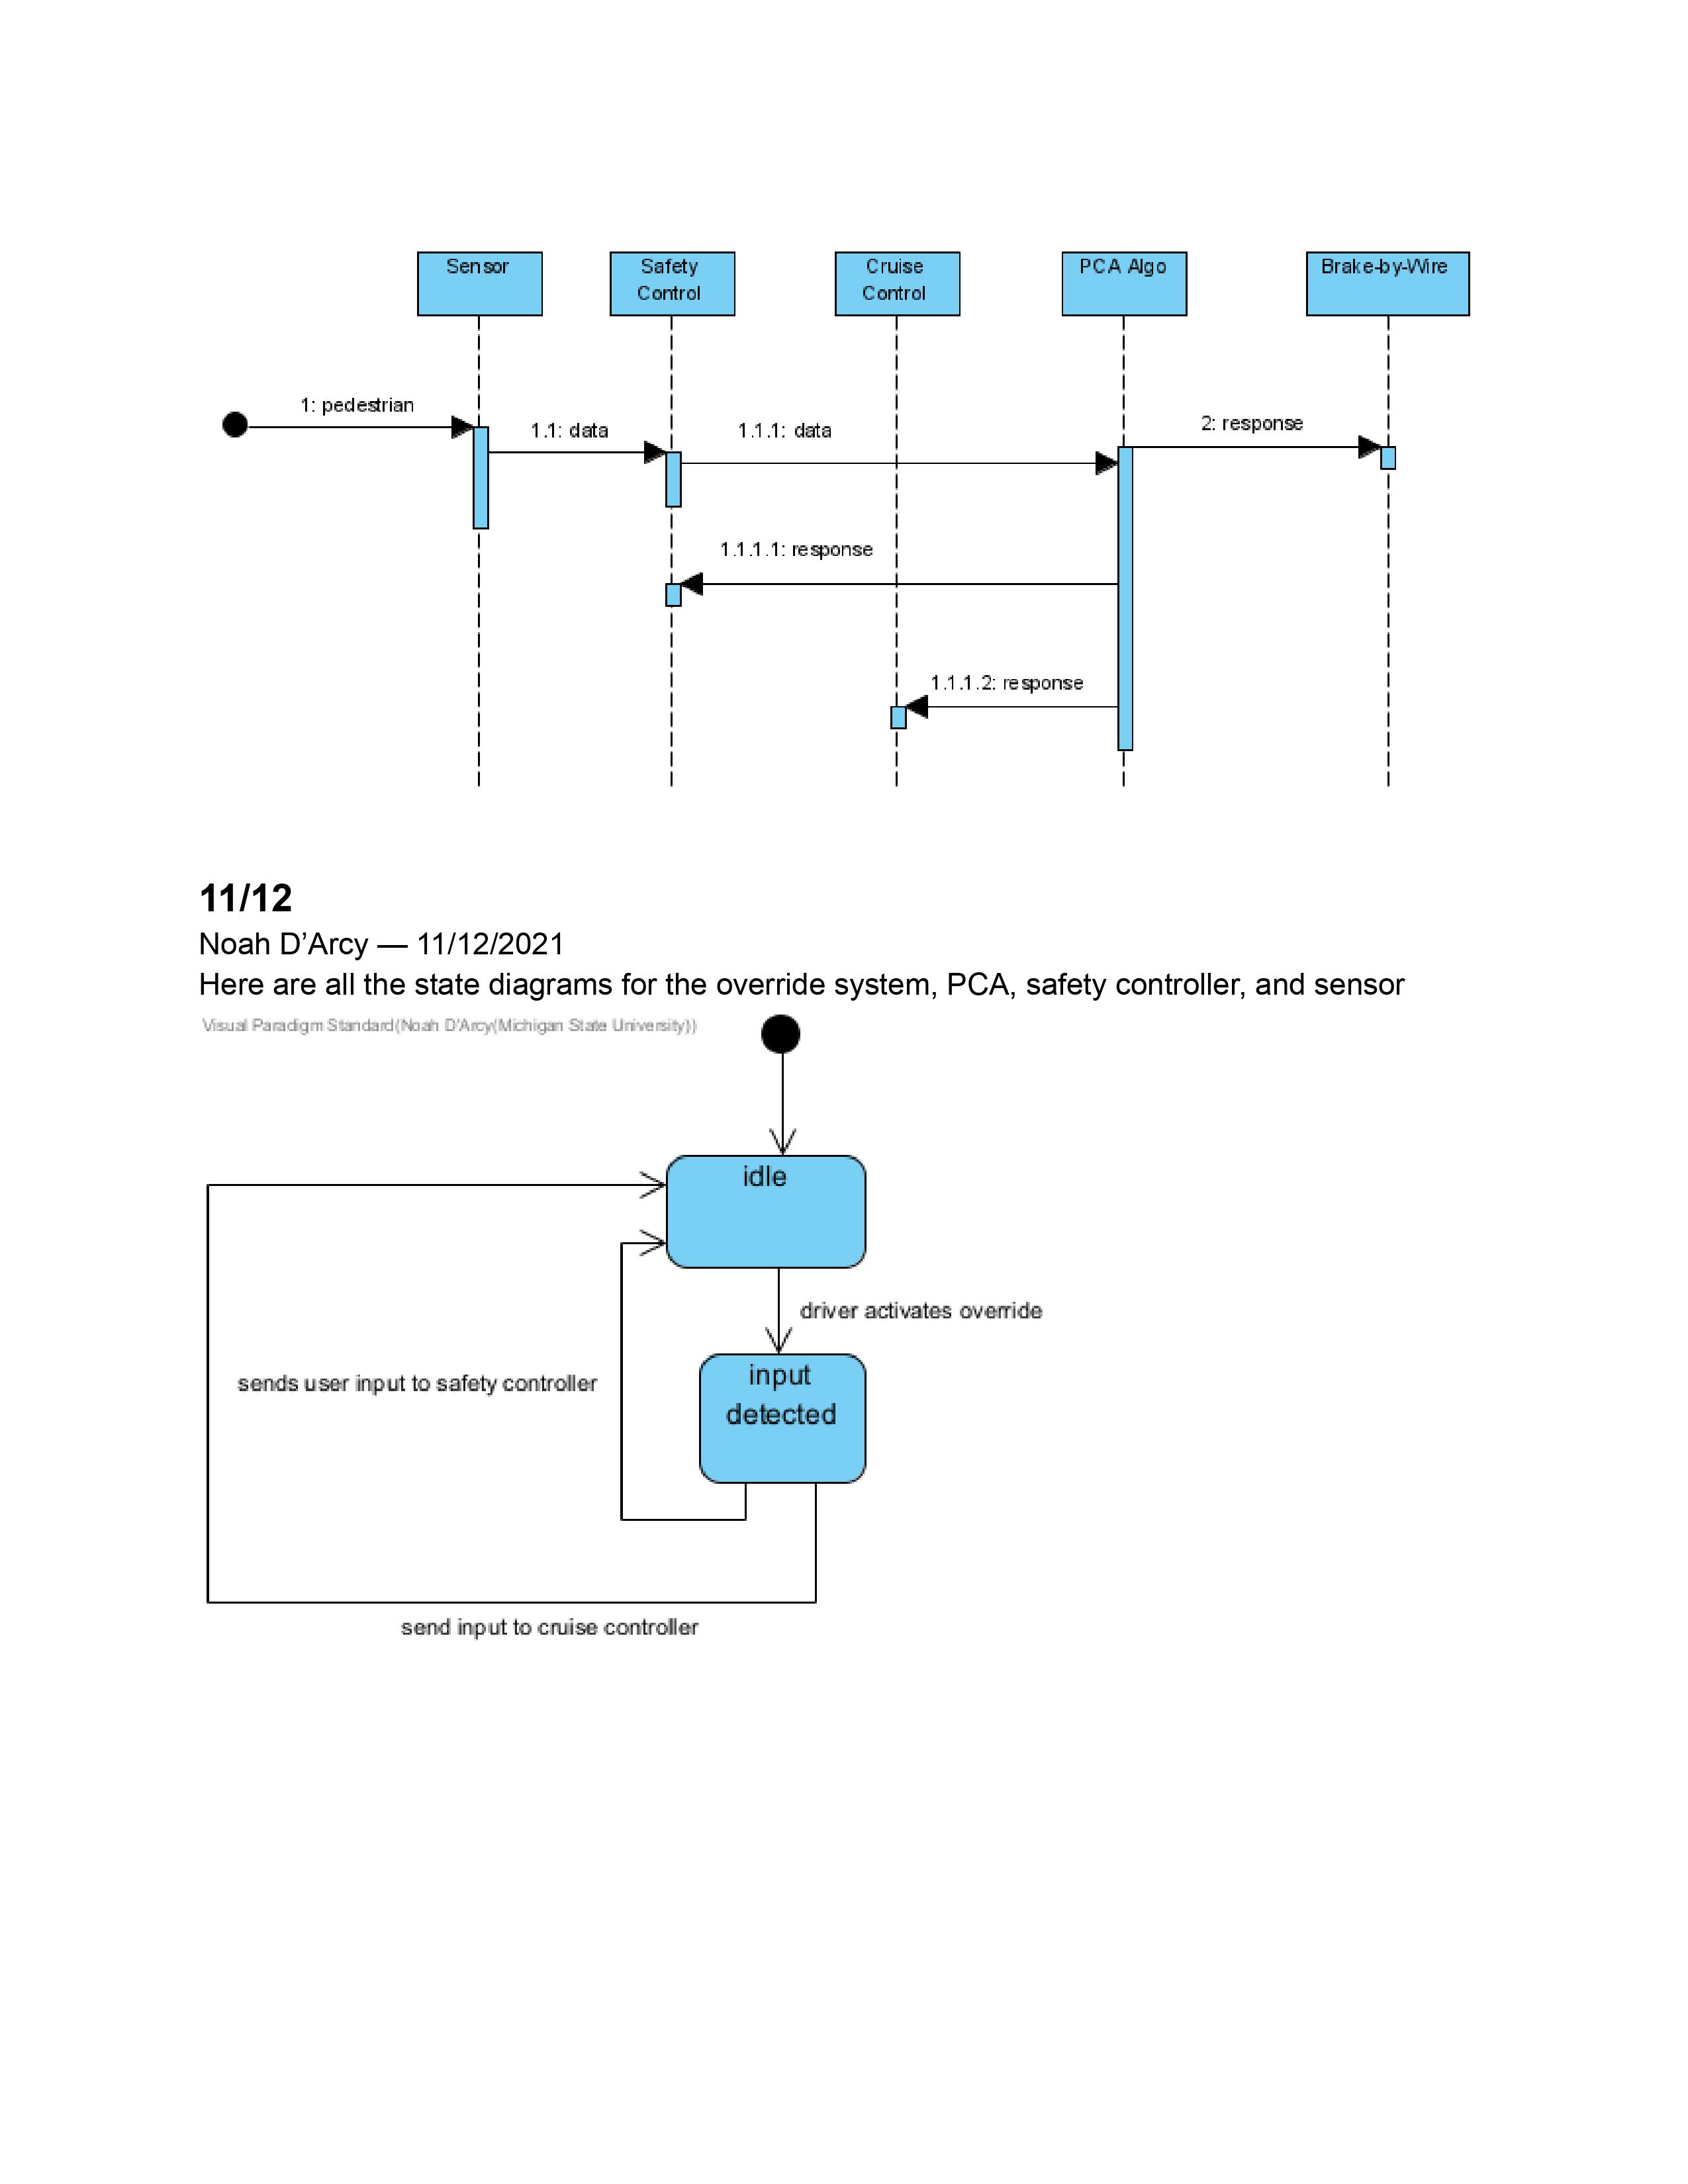 Sensor
Safety
Control
Cruise
Control
PCA Algo
Brake-by-Wire
1: pedestrian
1.1: data
1.1.1: data
2: response
1.1.1.1: response
1.1.1.2: response
11/12
Noah D’Arcy — 11/12/2021
Here are all the state diagrams for the override system, PCA, safety controller, and sensor
Visual Paradigm Standard(Noah D'Arcy(Michigan State University))
idle
driver activates override
input
detected
sends user input to safety controller
send input to cruise controller